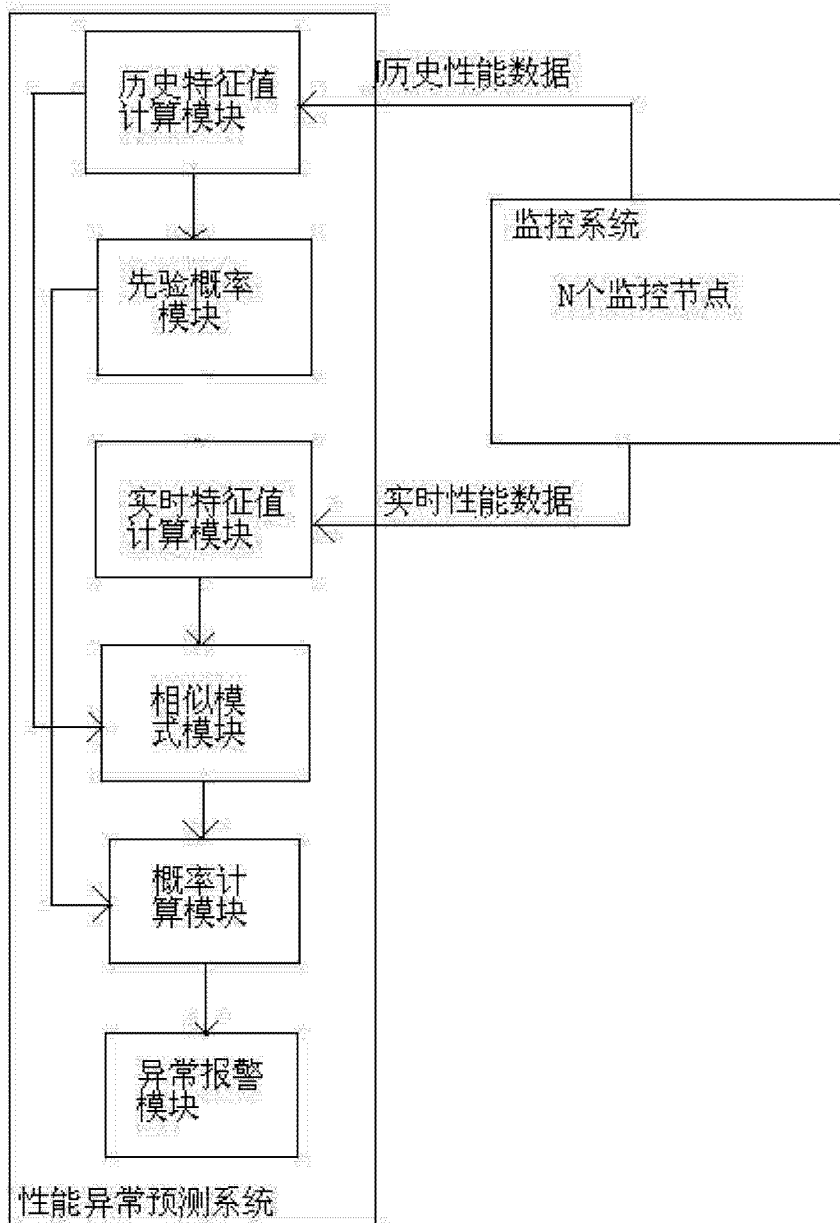 历史特征值
计算模块
历史性能数据
监控系统
N个监控节点
先验概率
模块
实时特征值
计算模块
实时性能数据
相似模
式模块
概率计
算模块
异常报警
模块
性能异常预测系统